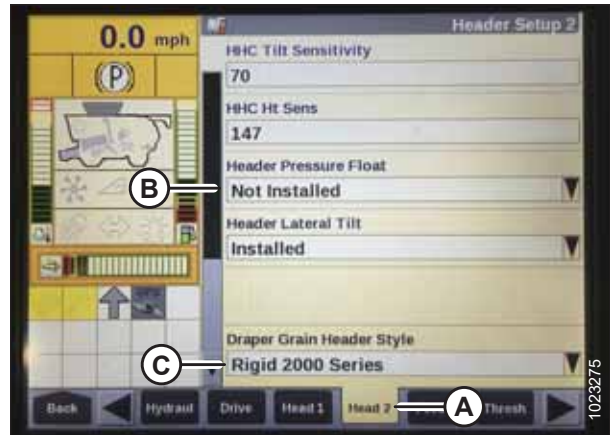 0.0 mph
Header Setup 2
(P)
HHC Tilt Sensitivity
70
HHC Ht Sens
147
Header Pressure Float
B
Not Installed
Header Lateral Tilt
Installed
Draper Grain Header Style
C
Rigid 2000 Series
Back
Hydraul
Drive
Head 1
Head 2
A
Thresh
1023275